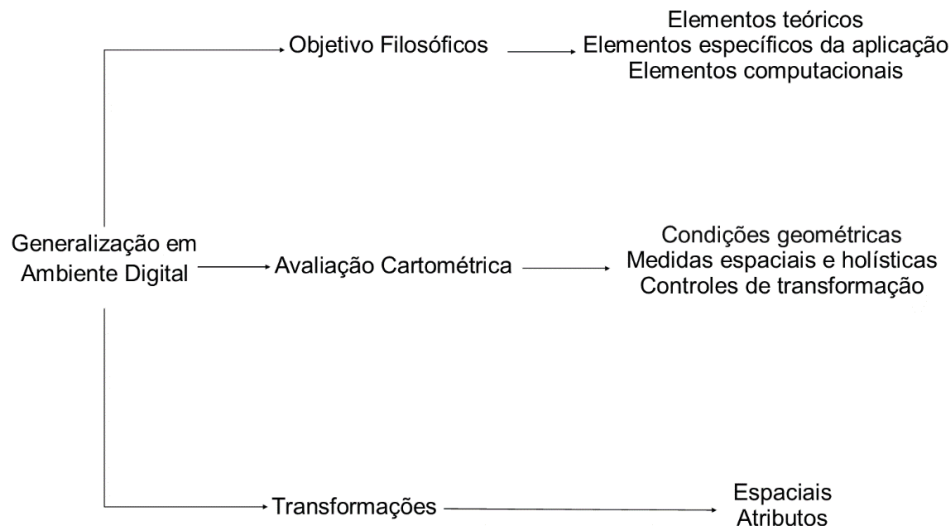 Objetivo Filosóficos
Elementos teóricos
Elementos específicos da aplicação
Elementos computacionais
Generalização em
Ambiente Digital
Avaliação Cartométrica
Condições geométricas
Medidas espaciais e holísticas
Controles de transformação
Transformações
Espaciais
Atributos